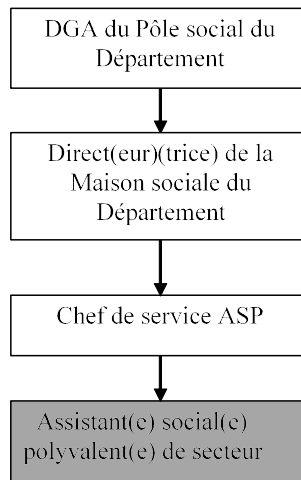 DGA du Pôle social du
Département
Direct(eur)(trice) de la
Maison sociale du
Département
Chef de service ASP
Assistant(e) social(e)
polyvalent(e) de secteur